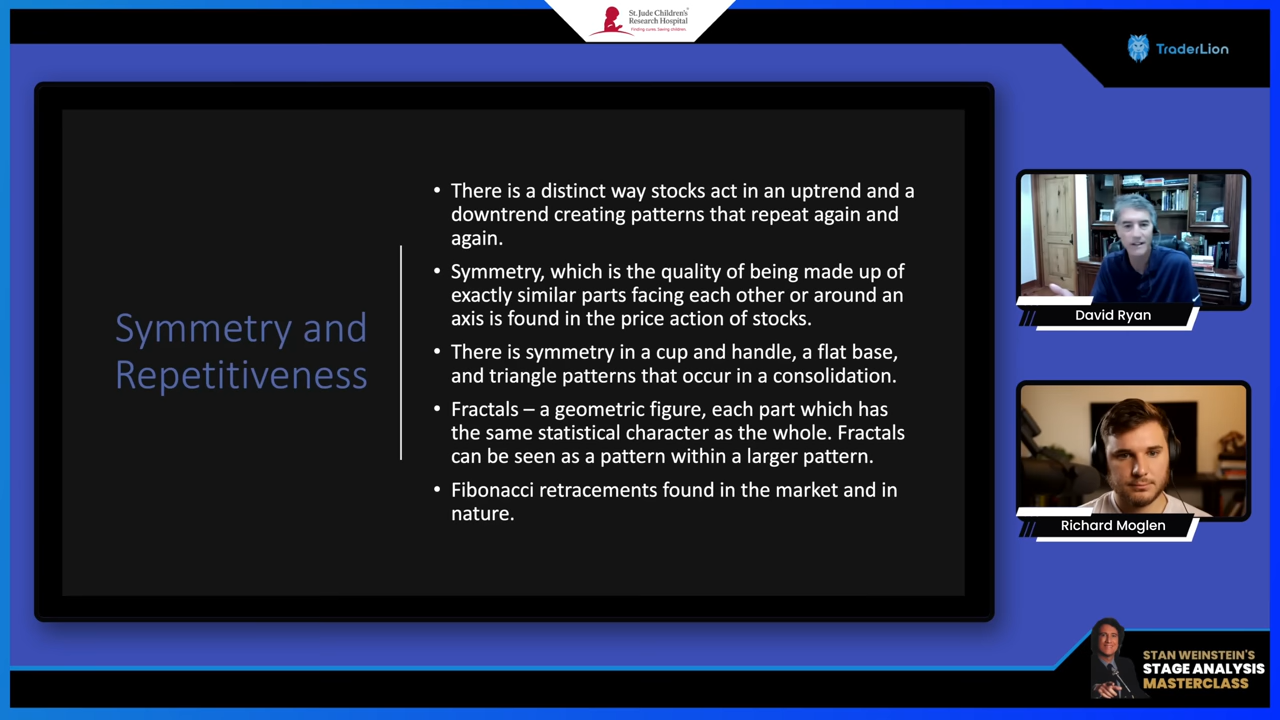 St. Jude Children's
Research Hospital
Finding cures. Saving children.
TraderLion
Symmetry and
Repetitiveness
• There is a distinct way stocks act in an uptrend and a
downtrend creating patterns that repeat again and
again.
• Symmetry, which is the quality of being made up of
exactly similar parts facing each other or around an
axis is found in the price action of stocks.
• There is symmetry in a cup and handle, a flat base,
and triangle patterns that occur in a consolidation.
• Fractals – a geometric figure, each part which has
the same statistical character as the whole. Fractals
can be seen as a pattern within a larger pattern.
• Fibonacci retracements found in the market and in
nature.
David Ryan
Richard Moglen
STAN WEINSTEIN'S
STAGE ANALYSIS
MASTERCLASS